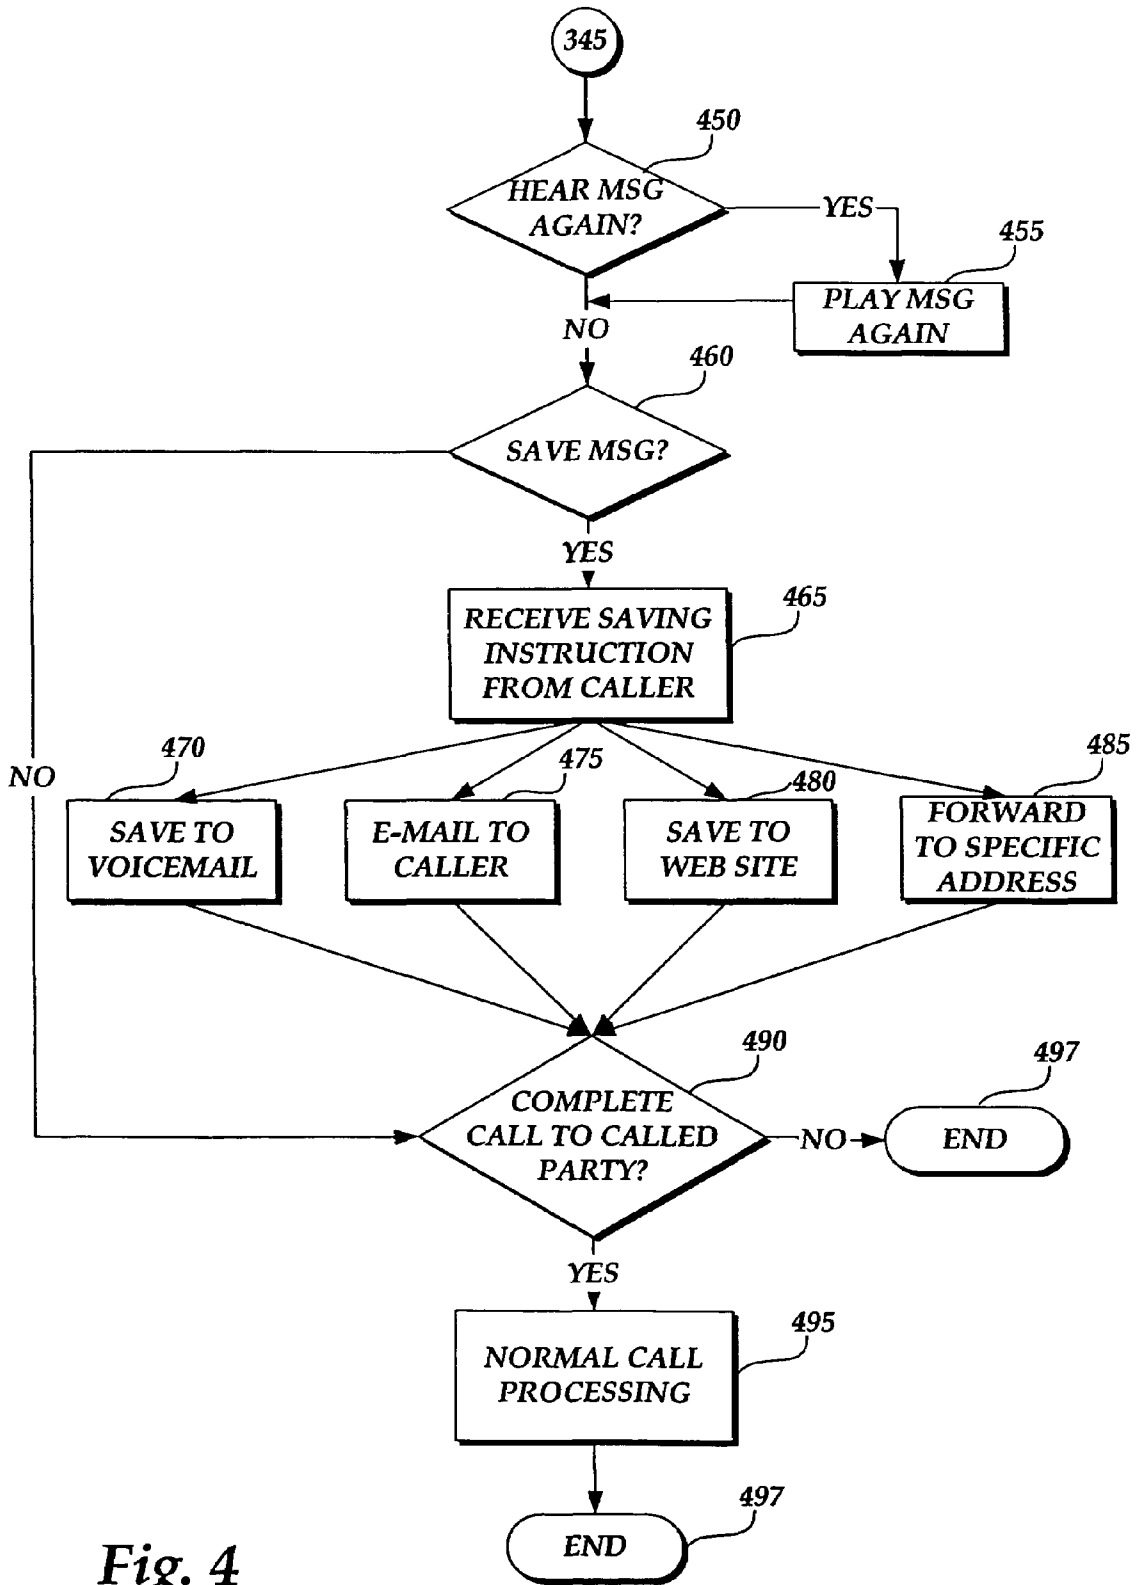 345
450
HEAR MSG
AGAIN?
YES
455
PLAY MSG
AGAIN
NO
460
SAVE MSG?
YES
465
RECEIVE SAVING
INSTRUCTION
FROM CALLER
NO
470
SAVE TO
VOICEMAIL
475
E-MAIL TO
CALLER
480
SAVE TO
WEB SITE
485
FORWARD
TO SPECIFIC
ADDRESS
490
COMPLETE
CALL TO CALLED
PARTY?
NO
497
END
YES
495
NORMAL CALL
PROCESSING
497
END
Fig. 4